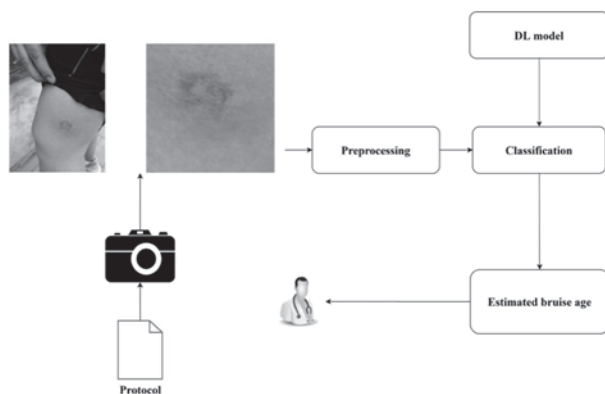 DL model
Preprocessing
Classification
Estimated bruise age
Protocol